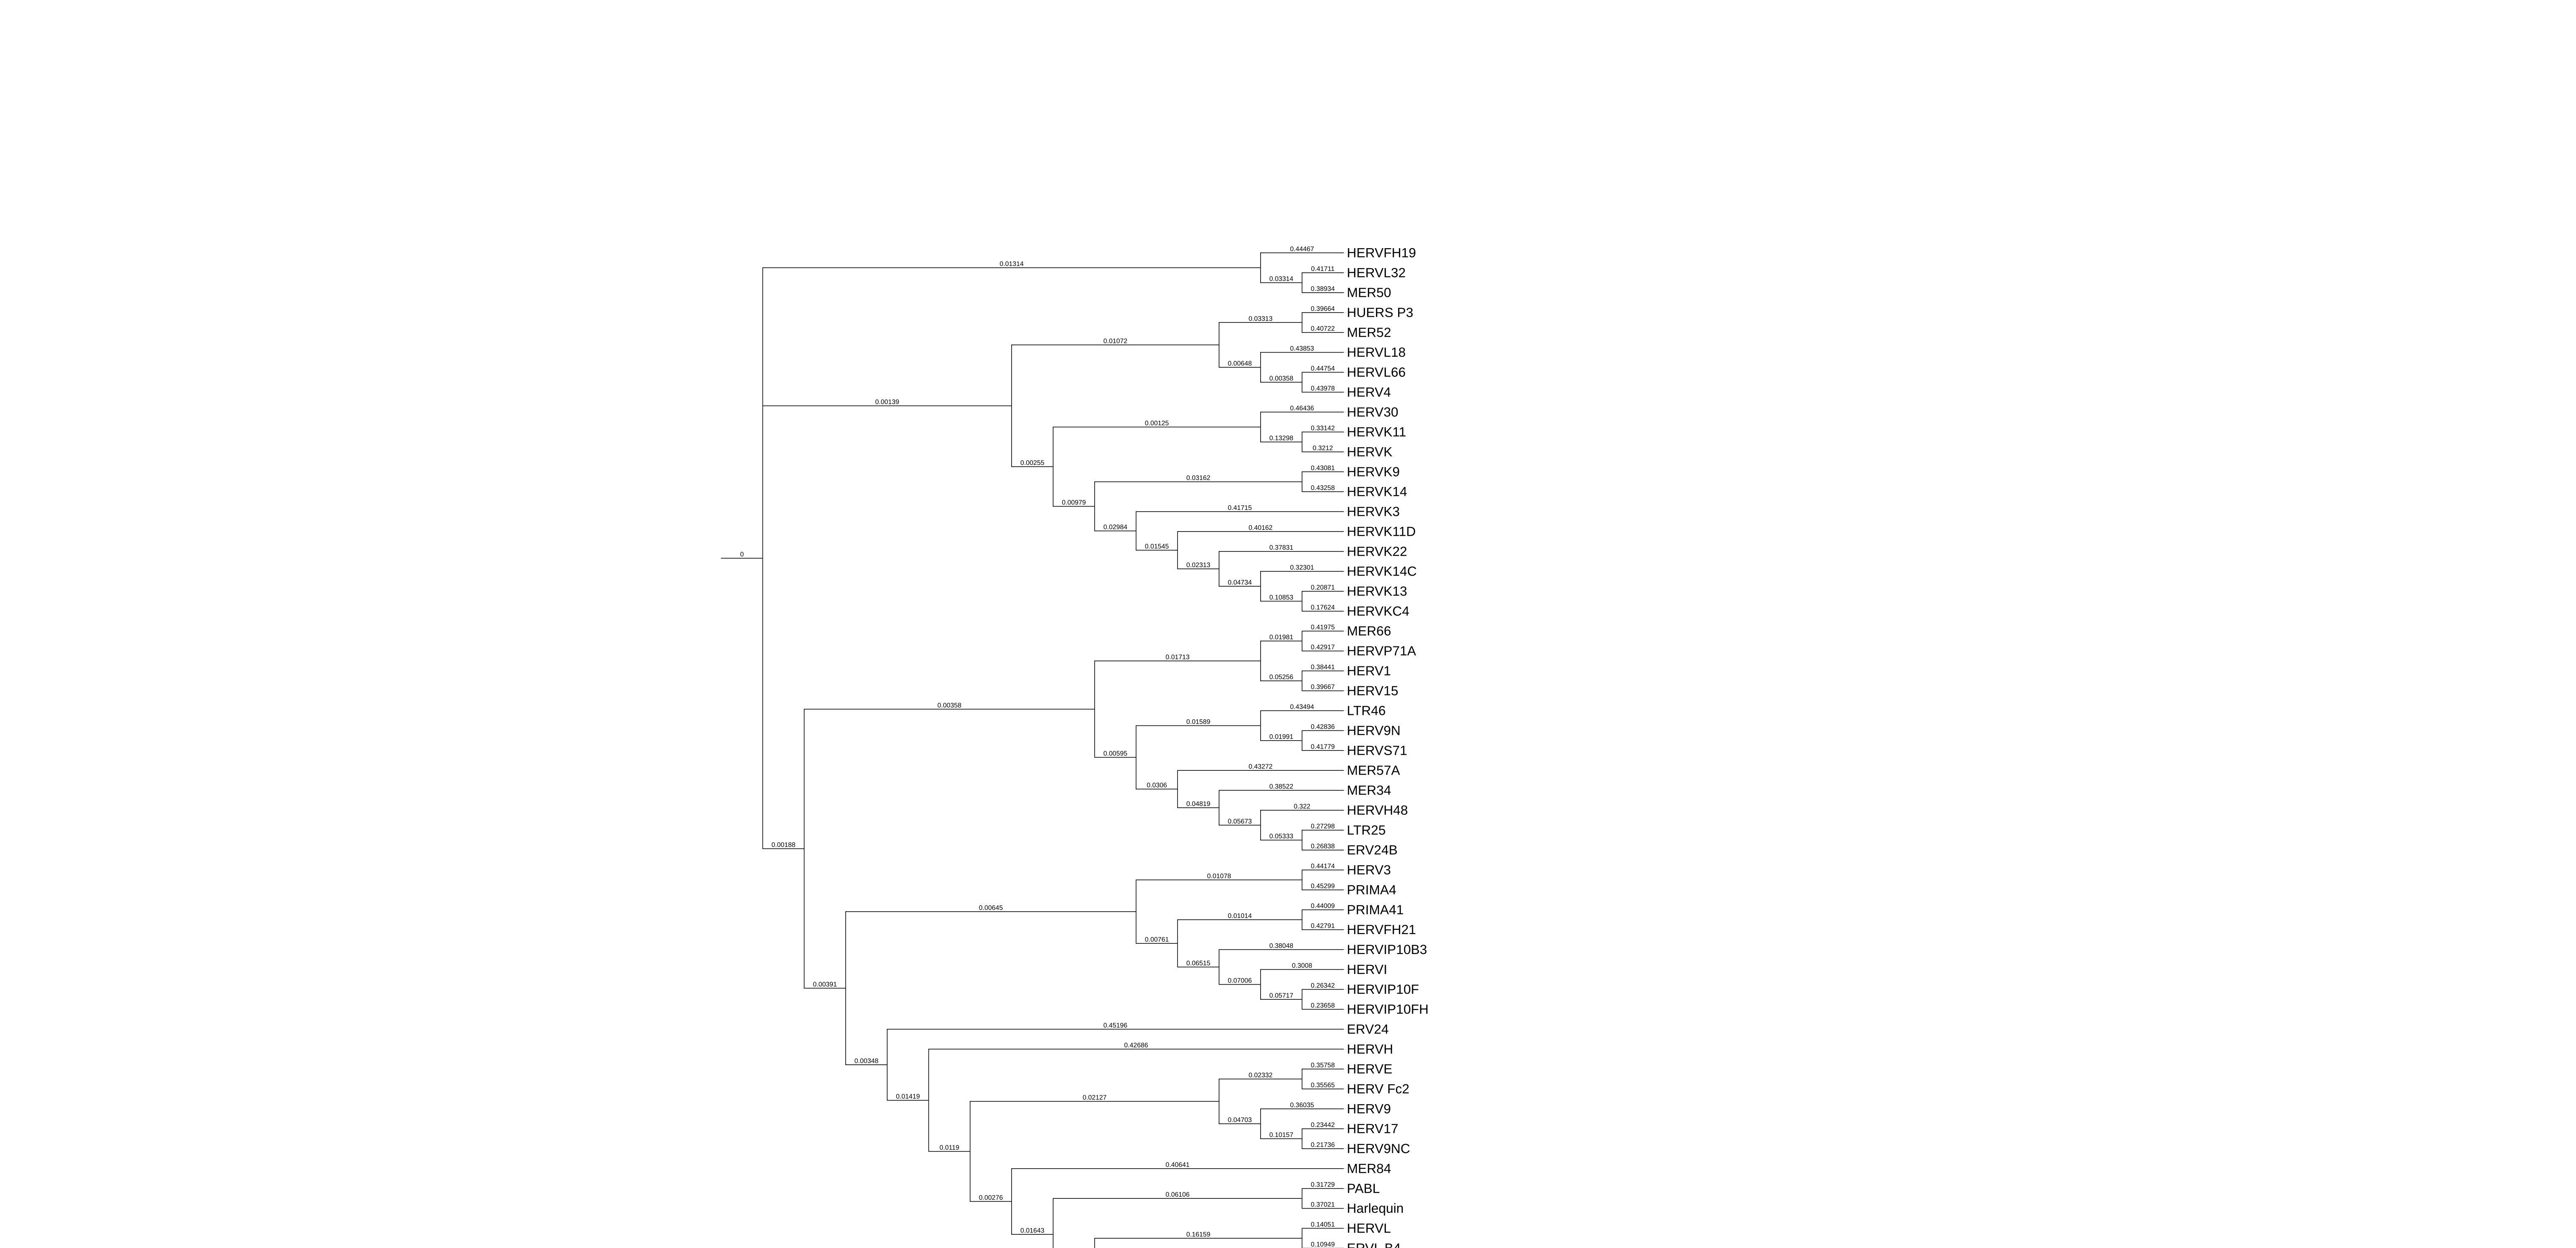 0.44467 HERVFH19
0.01314
0.41711 HERVL32
0.03314
0.38934 MER50
0.39664 HUERS P3
0.03313
0.40722 MER52
0.01072
0.43853 HERVL18
0.00648
0.44754 HERVL66
0.00358
0.43978 HERV4
0.00139
0.46436 HERV30
0.00125
0.33142 HERVK11
0.13298
0.3212 HERVK
0.00255
0.43081 HERVK9
0.03162
0.43258 HERVK14
0.00979
0.41715 HERVK3
0.02984
0.40162 HERVK11D
0.01545
0.37831 HERVK22
0
0.02313
0.32301 HERVK14C
0.04734
0.20871 HERVK13
0.10853
0.17624 HERVKC4
0.41975 MER66
0.01981
0.42917 HERVP71A
0.01713
0.38441 HERV1
0.05256
0.39667 HERV15
0.00358
0.43494 LTR46
0.01589
0.42836 HERV9N
0.01991
0.41779 HERVS71
0.00595
0.43272 MER57A
0.0306
0.38522 MER34
0.04819
0.322 HERVH48
0.05673
0.27298 LTR25
0.05333
0.26838 ERV24B
0.00188
0.44174 HERV3
0.01078
0.45299 PRIMA4
0.00645
0.44009 PRIMA41
0.01014
0.42791 HERVFH21
0.00761
0.38048 HERVIP10B3
0.06515
0.3008 HERVI
0.07006
0.00391
0.26342 HERVIP10F
0.05717
0.23658 HERVIP10FH
0.45196 ERV24
0.42686 HERVH
0.00348
0.35758 HERVE
0.02332
0.35565 HERV Fc2
0.01419
0.02127
0.36035 HERV9
0.04703
0.23442 HERV17
0.10157
0.21736 HERV9NC
0.0119
0.40641 MER84
0.31729 PABL
0.06106
0.00276
0.37021 Harlequin
0.14051 HERVL
0.01643
0.16159
0.10949 ERVL B4